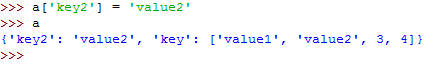 >>> a['key2'] = 'value2'
>>> a
{'key2': 'value2', 'key': ['value1', 'value2', 3, 4]}
>>>